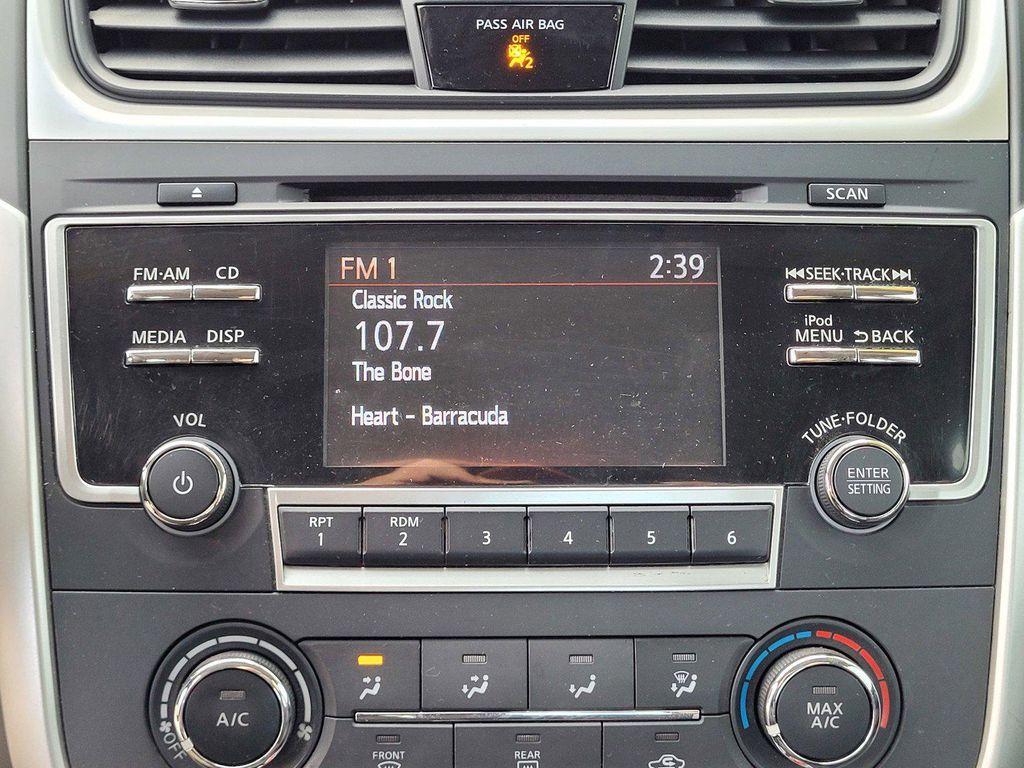 PASS AIR BAG
OFF
2
SCAN
FM·AM CD
MEDIA DISP
VOL
FM 1 2:39
Classic Rock
107.7
The Bone
Heart - Barracuda
SEEK·TRACK
iPod
MENU BACK
TUNE·FOLDER
ENTER
SETTING
RPT RDM
1 2 3 4 5 6
A/C
OFF
MAX
A/C
FRONT REAR